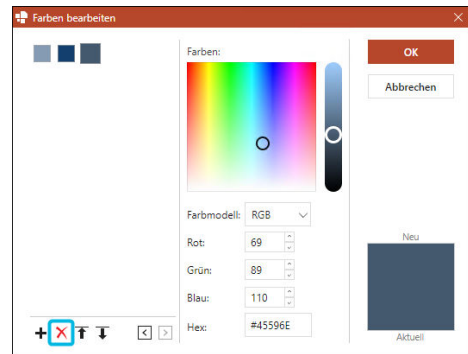 Farben bearbeiten
Farben:
OK
Abbrechen
Farbmodell: RGB
Rot: 69
Grün: 89
Blau: 110
Hex: #45596E
Neu
Aktuell